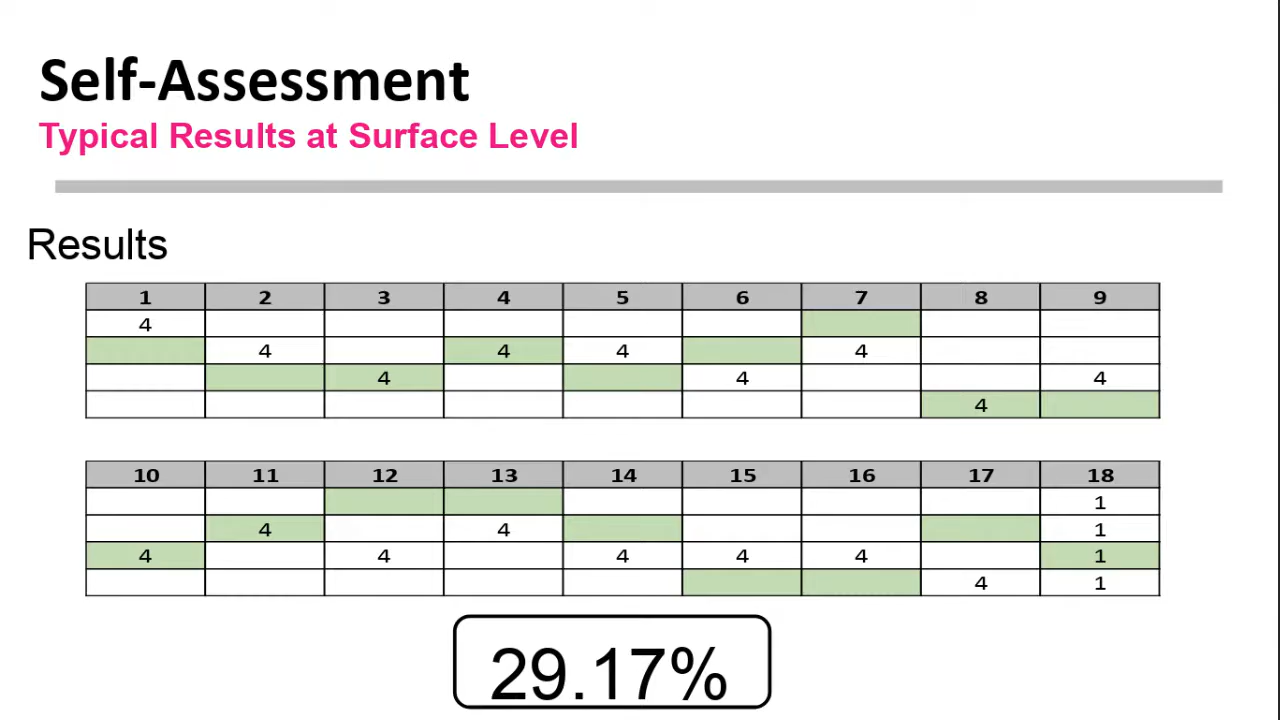 Self-Assessment
Typical Results at Surface Level
Results
1 2 3 4 5 6 7 8 9
4
4 4 4 4
4 4 4
4
10 11 12 13 14 15 16 17 18
1
4 4 1
4 4 4 4 4 1
4 1
29.17%